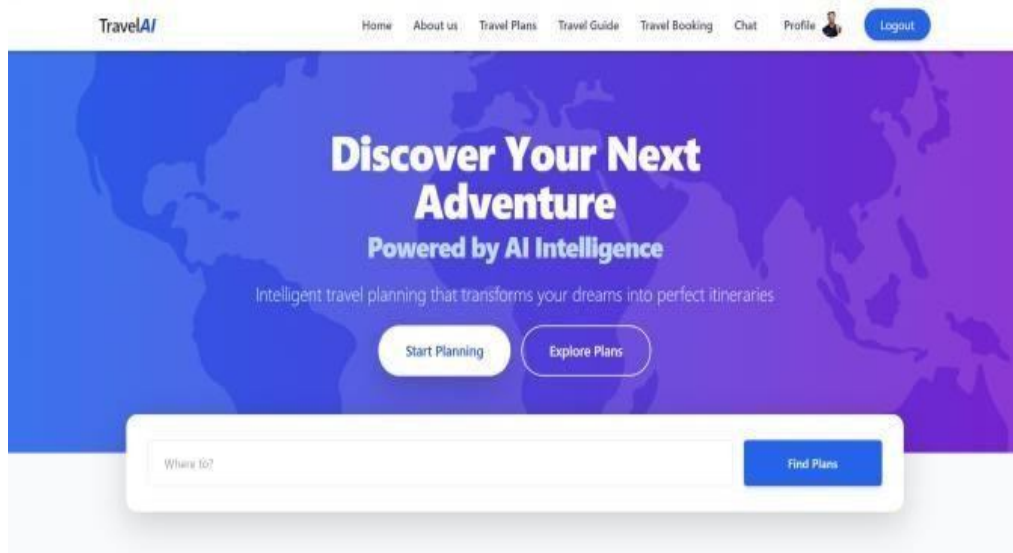 TravelAI
Home About us Travel Plans Travel Guide Travel Booking Chat Profile Logout
Discover Your Next
Adventure
Powered by AI Intelligence
Intelligent travel planning that transforms your dreams into perfect itineraries
Start Planning Explore Plans
Where to? Find Plans